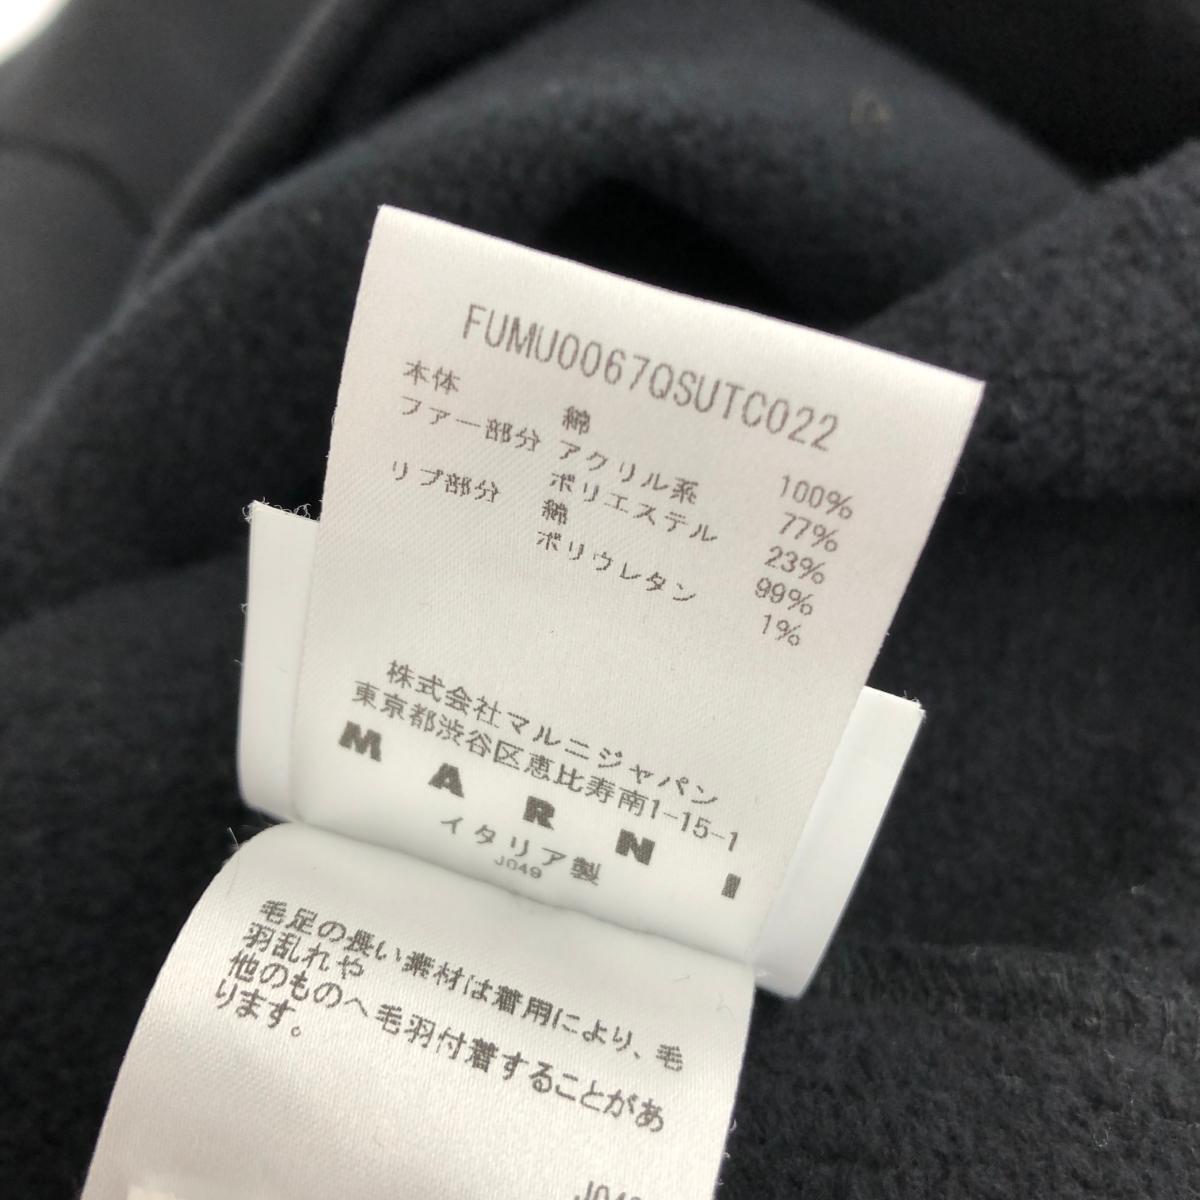 FUMU0067QSUTC022
本体 綿 100%
ファー部分 アクリル系 77%
ポリエステル 23%
リブ部分 綿 99%
ポリウレタン 1%
株式会社マルニジャパン
東京都渋谷区恵比寿南1-15-1
MARNI
イタリア製
J049
毛足の長い素材は着用により、毛
羽乱れや
他のものへ毛羽付着することがあ
ります。